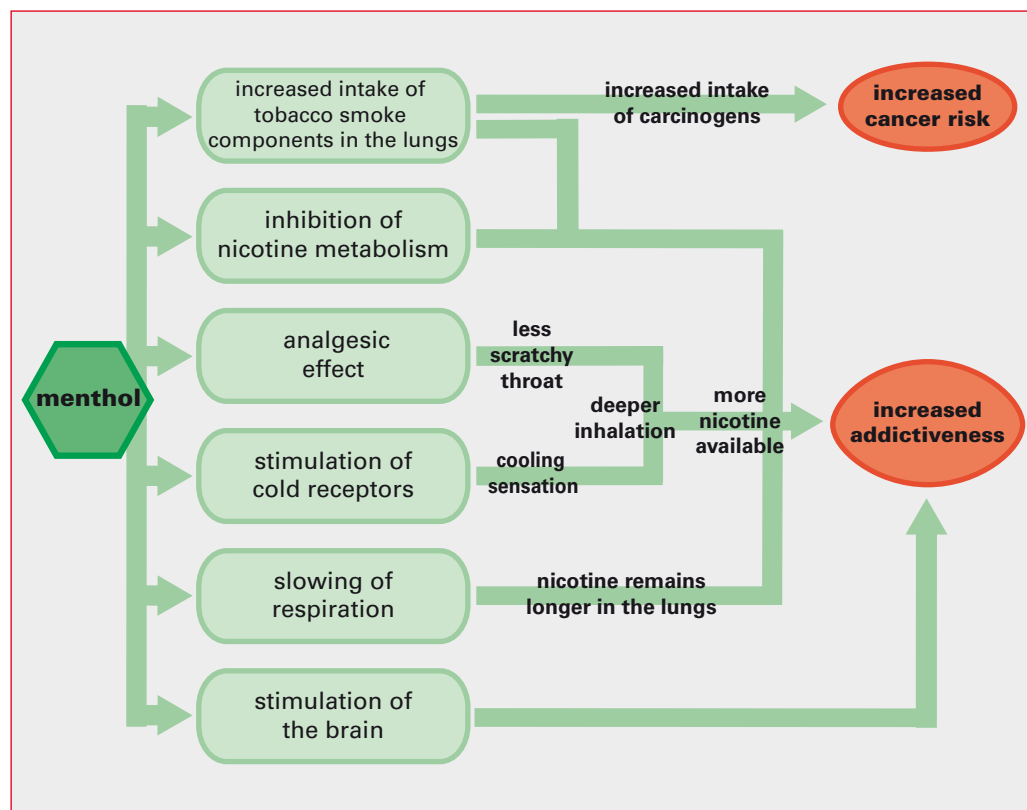 menthol
increased intake of
tobacco smoke
components in the lungs
increased intake
of carcinogens
increased
cancer risk
inhibition of
nicotine metabolism
analgesic
effect
less
scratchy
throat
deeper
inhalation
more
nicotine
available
increased
addictiveness
stimulation of
cold receptors
cooling
sensation
slowing of
respiration
nicotine remains
longer in the lungs
stimulation of
the brain